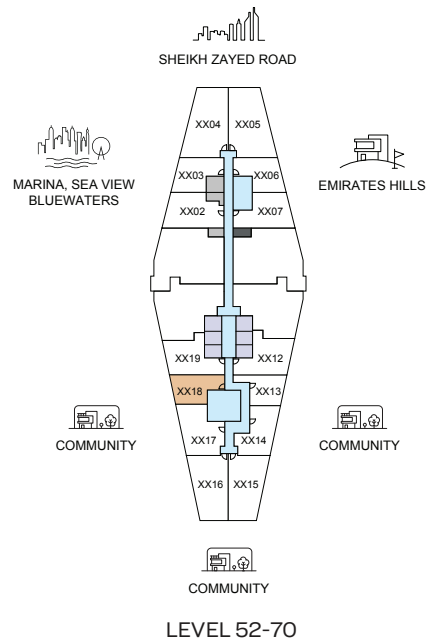 SHEIKH ZAYED ROAD
XX04
XX05
MARINA, SEA VIEW
BLUEWATERS
EMIRATES HILLS
XX03
XX06
XX02
XX07
XX19
XX12
XX18
XX13
COMMUNITY
COMMUNITY
XX17
XX14
XX16
XX15
COMMUNITY
LEVEL 52-70